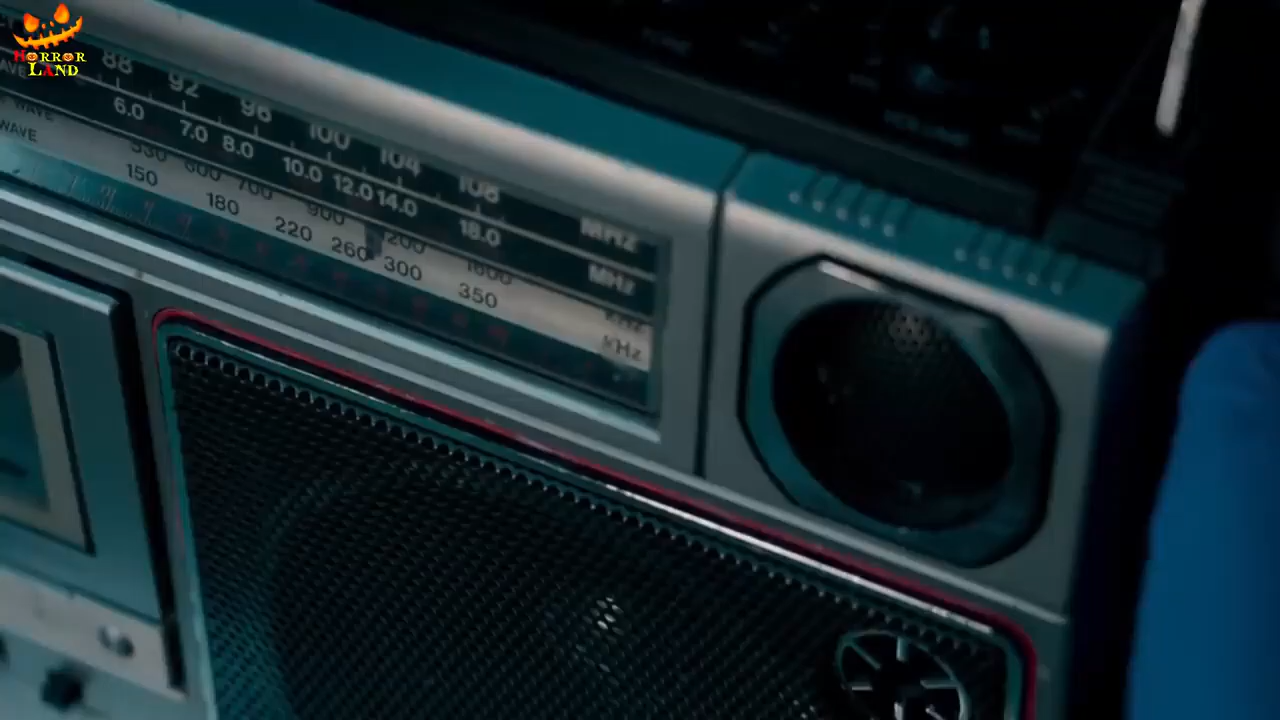 HORROR
LAND
88 92 96 100 104 108 MHz
6.0 7.0 8.0 10.0 12.0 14.0 18.0 MHz
WAVE 530 600 700 900 1200 1600 kHz
WAVE 150 180 220 260 300 350 kHz